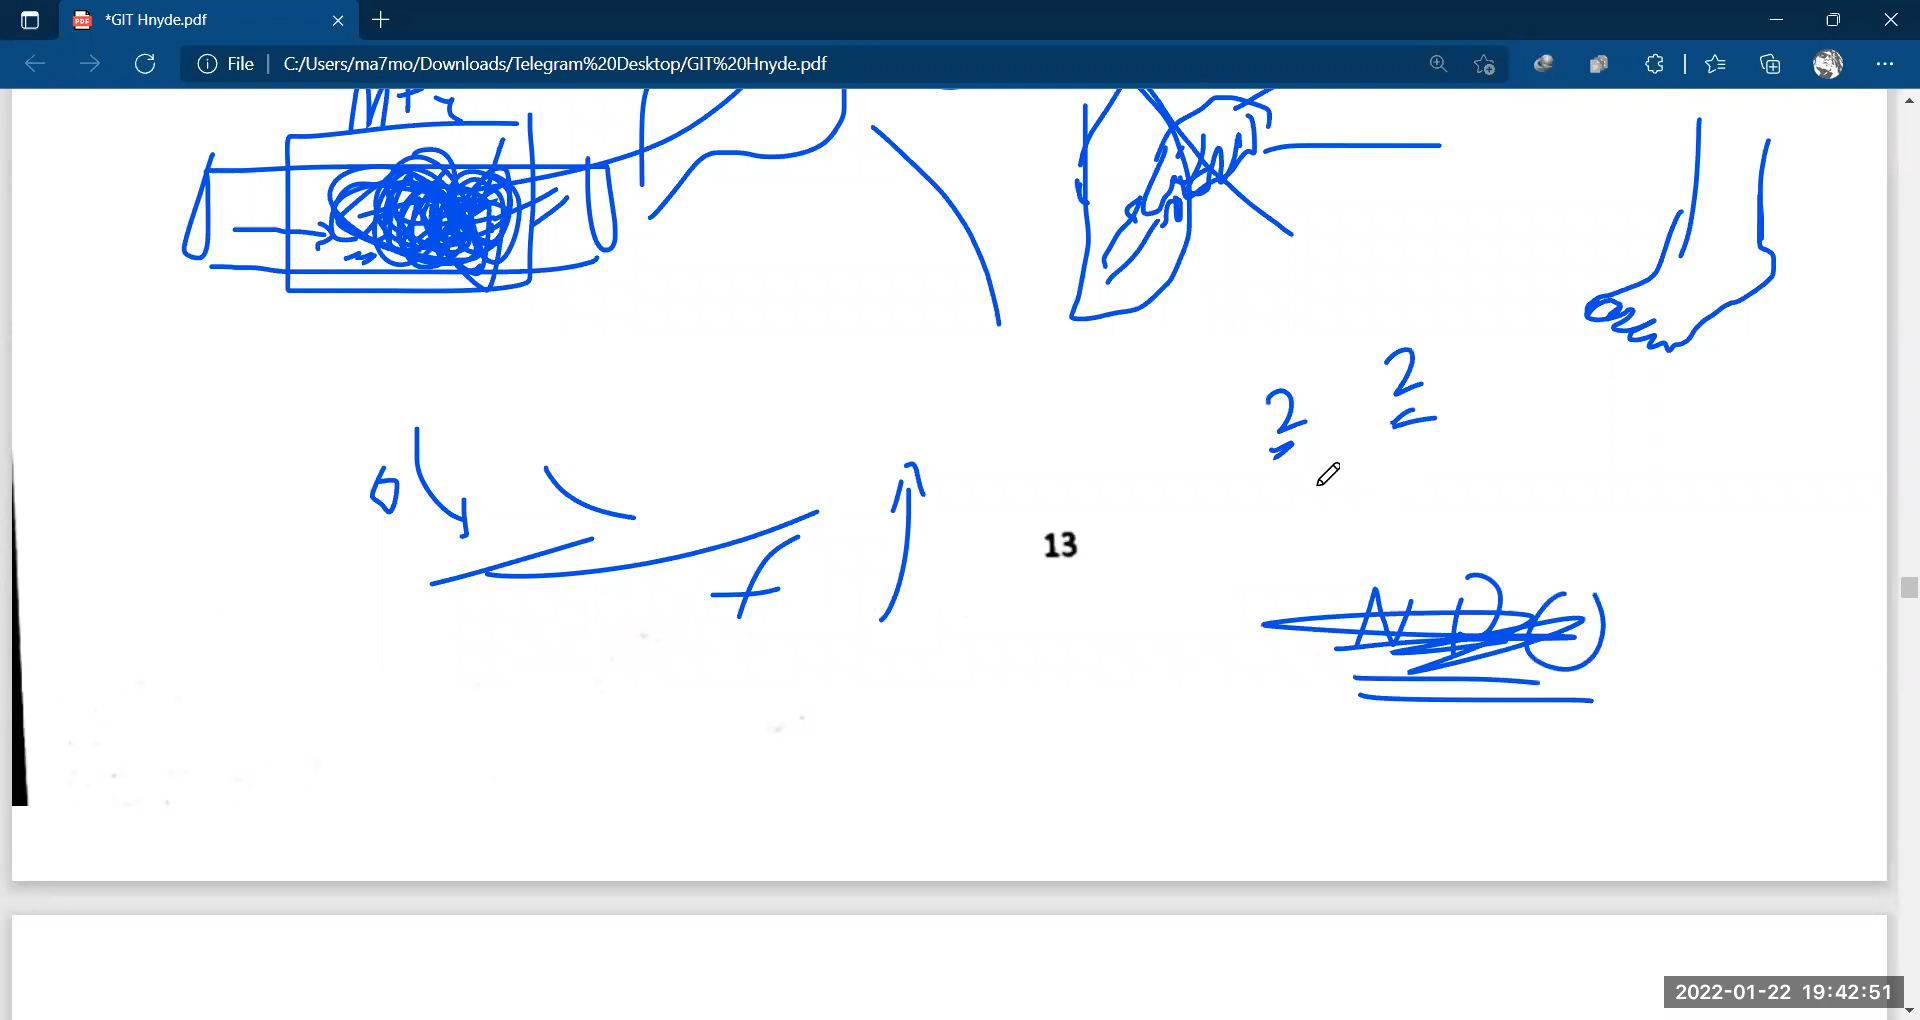 *GIT Hnyde.pdf
File C:/Users/ma7mo/Downloads/Telegram%20Desktop/GIT%20Hnyde.pdf
2
2
13
2022-01-22 19:42:51